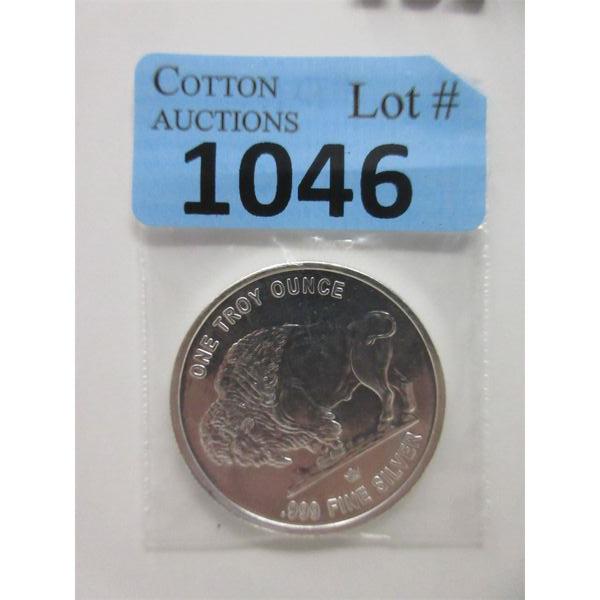 COTTON
AUCTIONS
Lot #
1046
ONE TROY OUNCE
.999 FINE SILVER